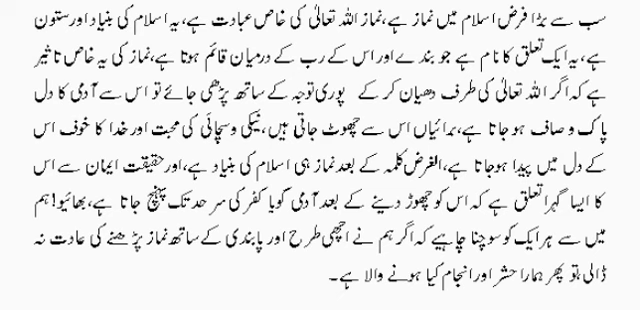 سب سے بڑا فرض اسلام میں نماز ہے،نماز اللہ تعالیٰ کی خاص عبادت ہے،یہ اسلام کی بنیاد اور ستون
ہے،یہ ایک تعلق کا نام ہے جو بندے اور اس کے رب کے درمیان قائم ہوتا ہے،نماز کی یہ خاص تاثیر
ہے کہ اگر اللہ تعالیٰ کی طرف دھیان کر کے پوری توجہ کے ساتھ پڑھی جائے تو اس سے آدمی کا دل
پاک و صاف ہو جاتا ہے،برائیاں اس سے چھوٹ جاتی ہیں،نیکی و سچائی کی محبت اور خدا کا خوف اس
کے دل میں پیدا ہو جاتا ہے،الغرض کلمہ کے بعد نماز ہی اسلام کی بنیاد ہے،اور حقیقت ایمان سے اس
کا ایسا گہرا تعلق ہے کہ اس کو چھوڑ دینے کے بعد آدمی گویا کفر کی سرحد تک پہنچ جاتا ہے،بھائیو!ہم
میں سے ہر ایک کو سوچنا چاہیے کہ اگر ہم نے اچھی طرح اور پابندی کے ساتھ نماز پڑھنے کی عادت نہ
ڈالی،تو پھر ہمارا حشر اور انجام کیا ہونے والا ہے۔